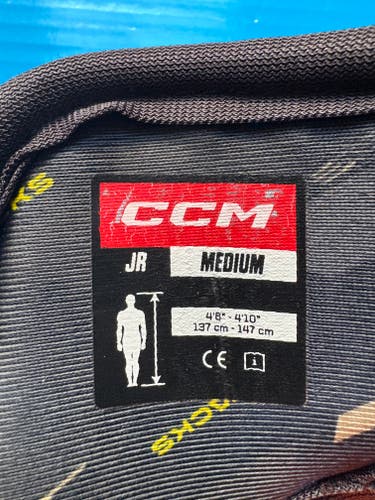 CCM
JR MEDIUM
4'8" - 4'10"
137 cm - 147 cm
CE i